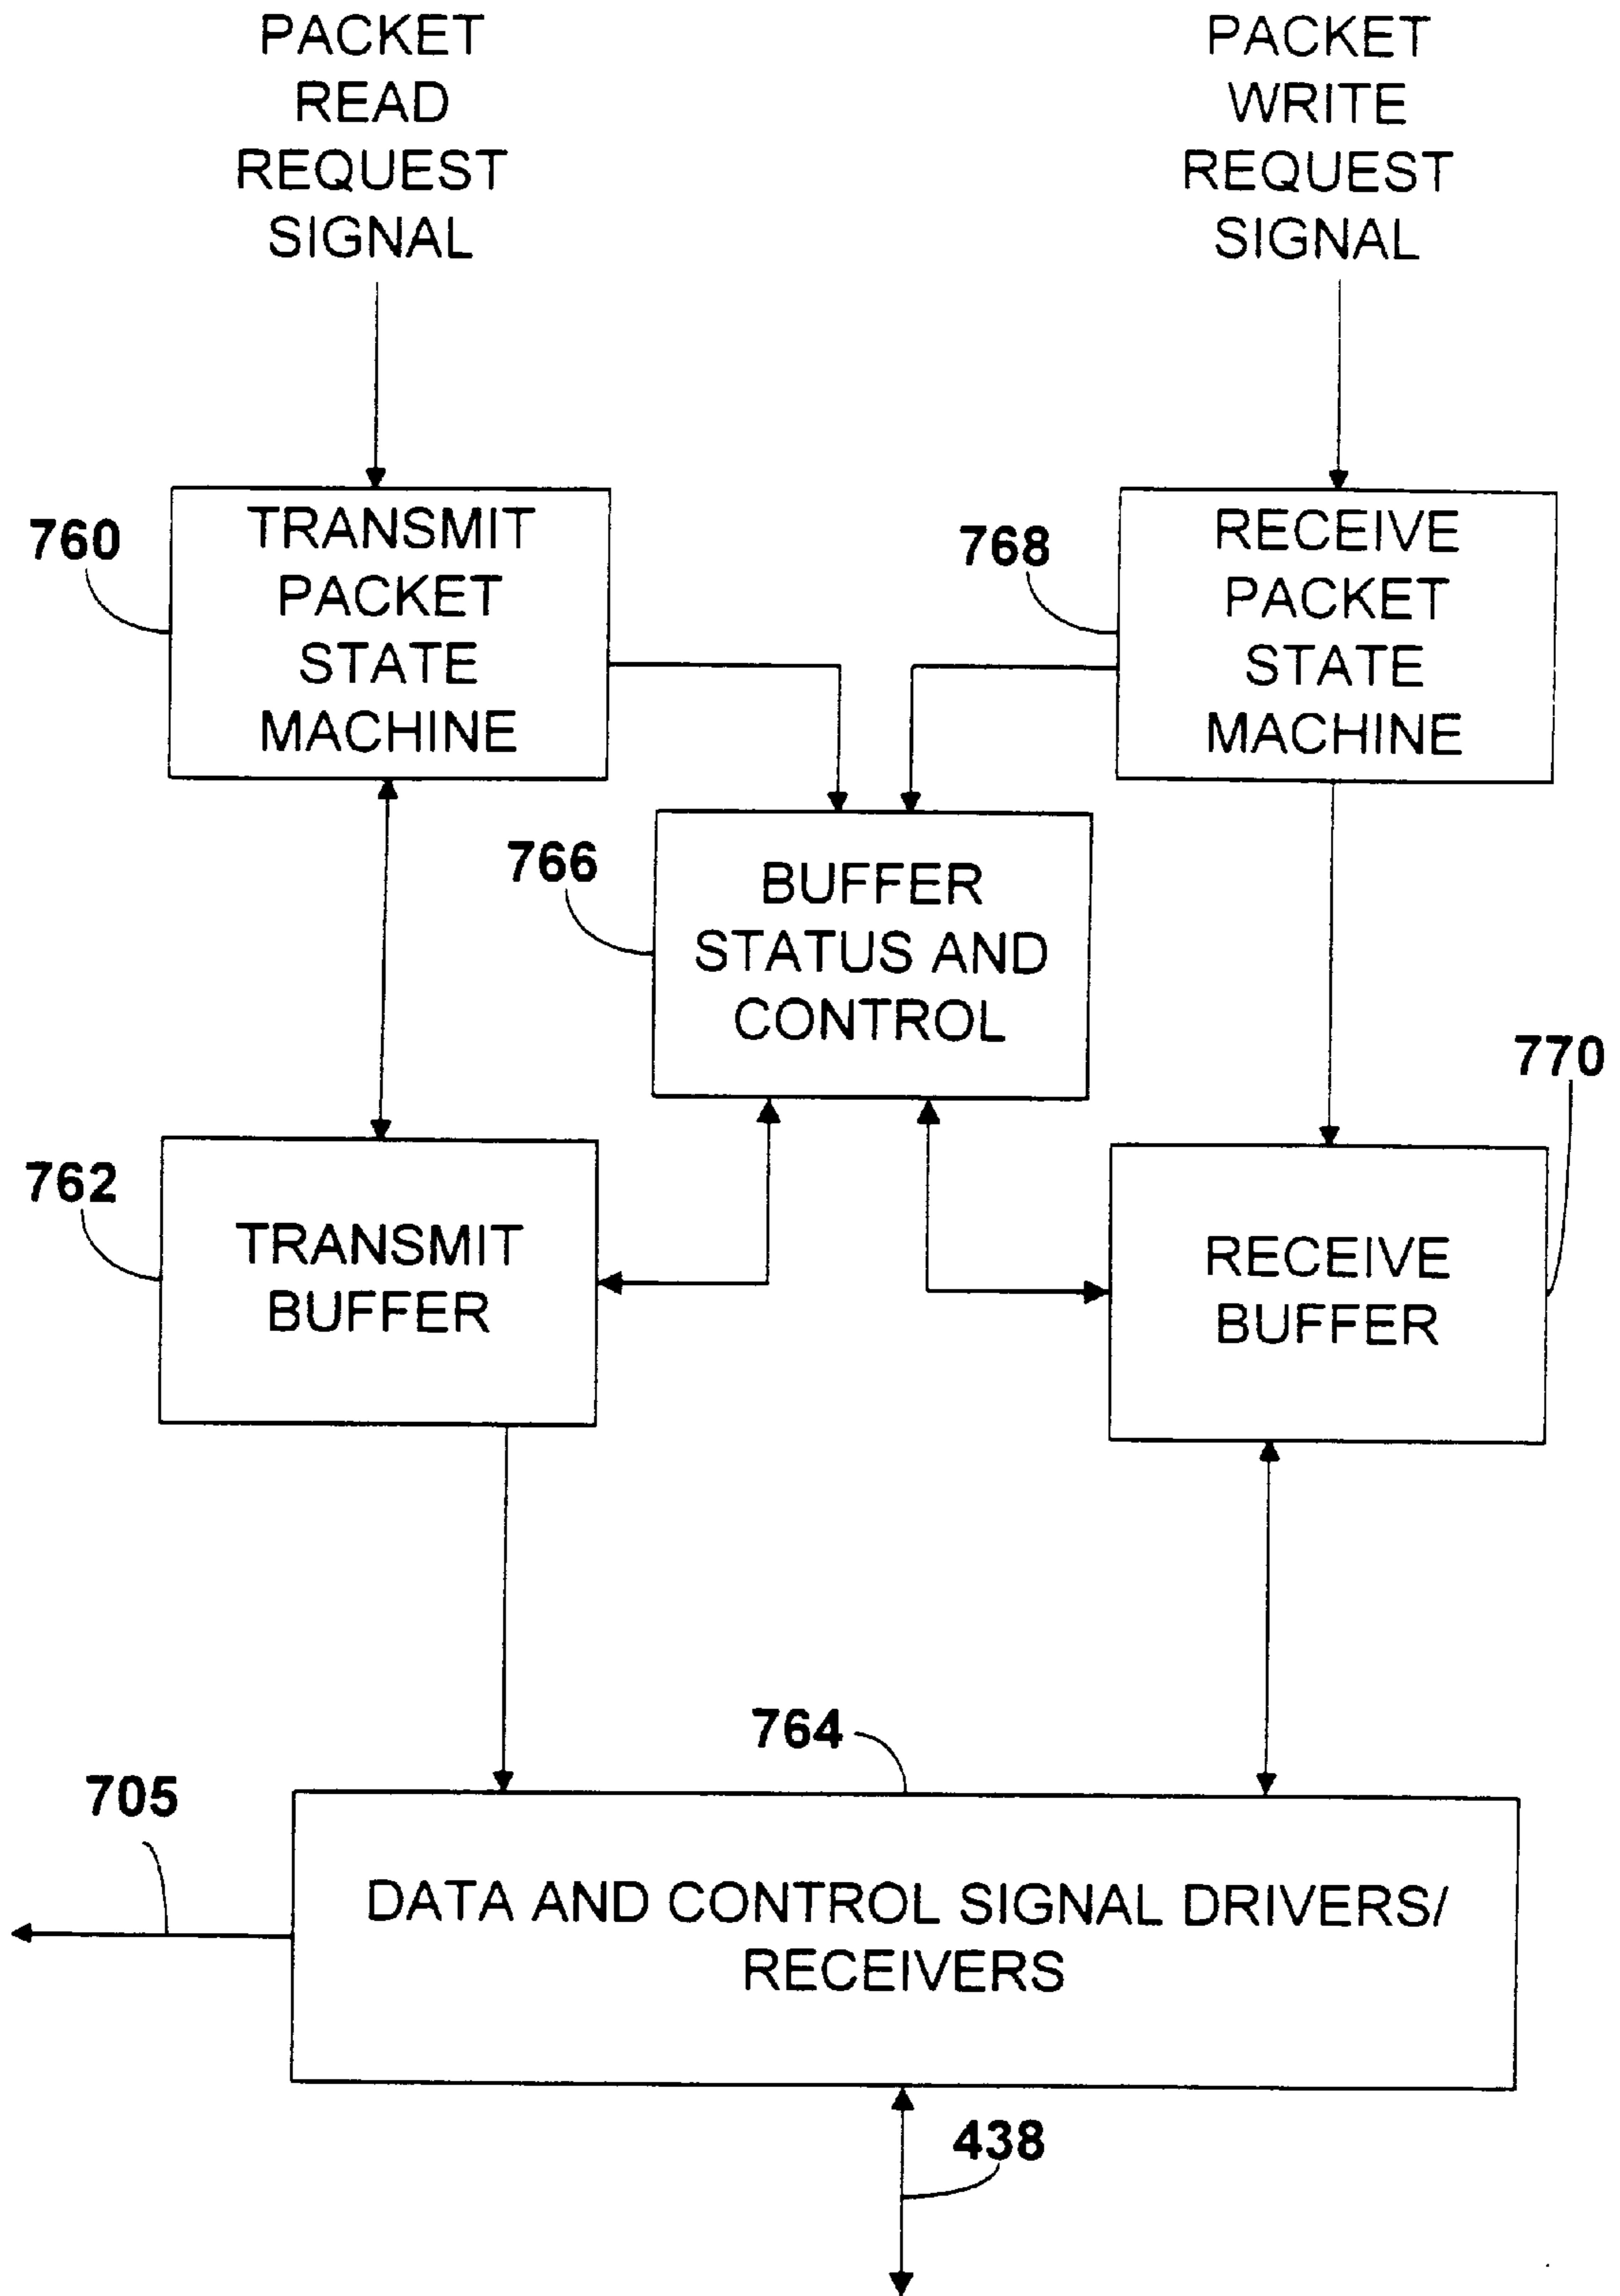 PACKET
READ
REQUEST
SIGNAL
PACKET
WRITE
REQUEST
SIGNAL
760
TRANSMIT
PACKET
STATE
MACHINE
768
RECEIVE
PACKET
STATE
MACHINE
766
BUFFER
STATUS AND
CONTROL
770
762
TRANSMIT
BUFFER
RECEIVE
BUFFER
764
705
DATA AND CONTROL SIGNAL DRIVERS/
RECEIVERS
438